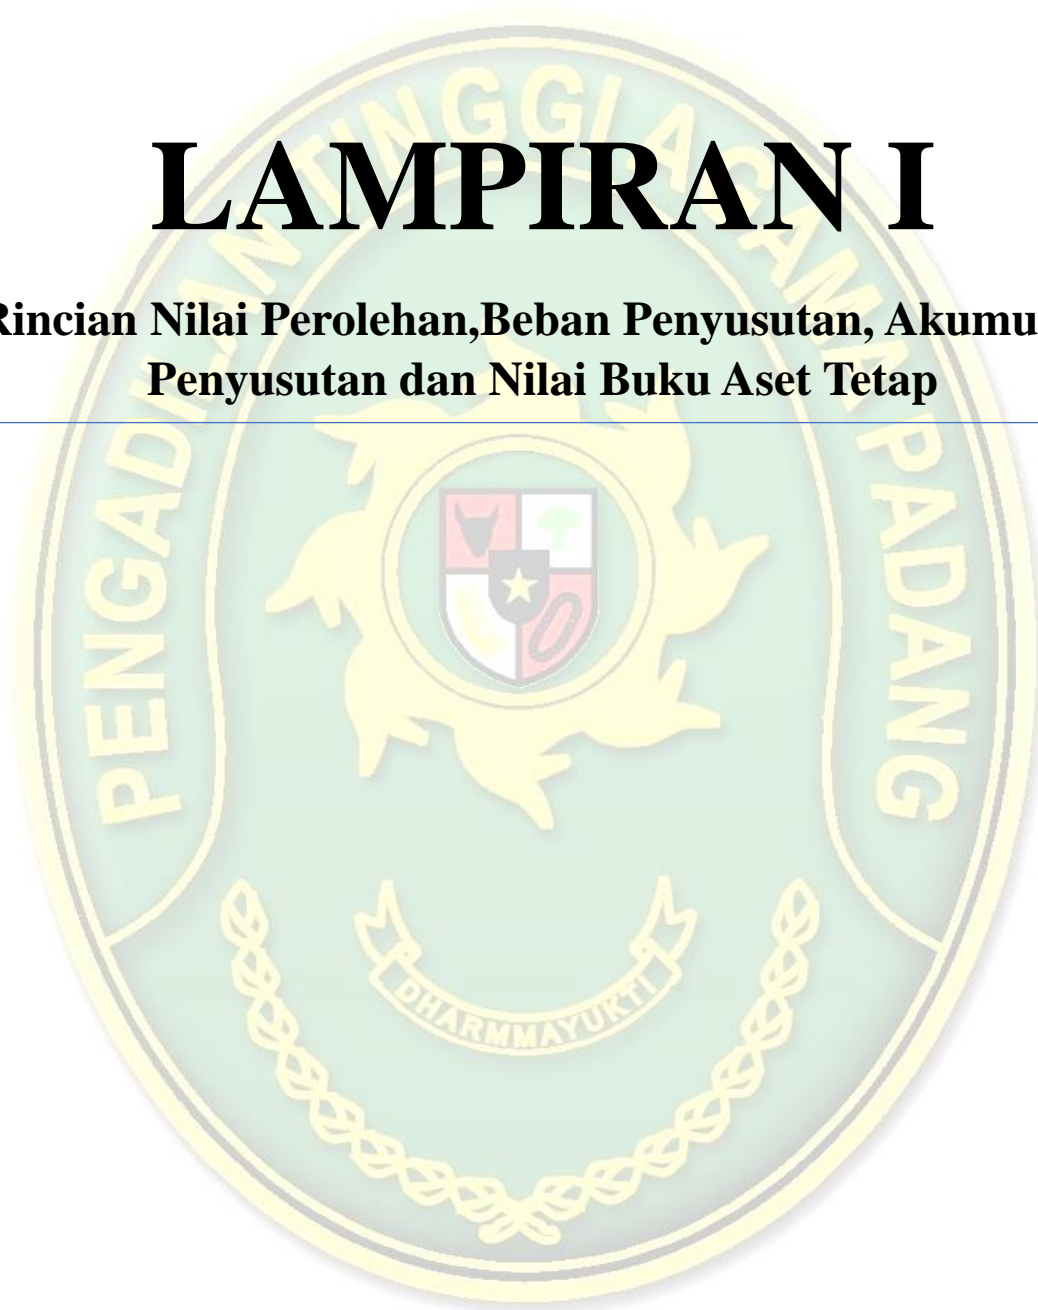 LAMPIRAN I
Rincian Nilai Perolehan,Beban Penyusutan, Akumu
Penyusutan dan Nilai Buku Aset Tetap
PENGADILAN TINGGI AGAMA PADANG
DHARMMAYUKTI